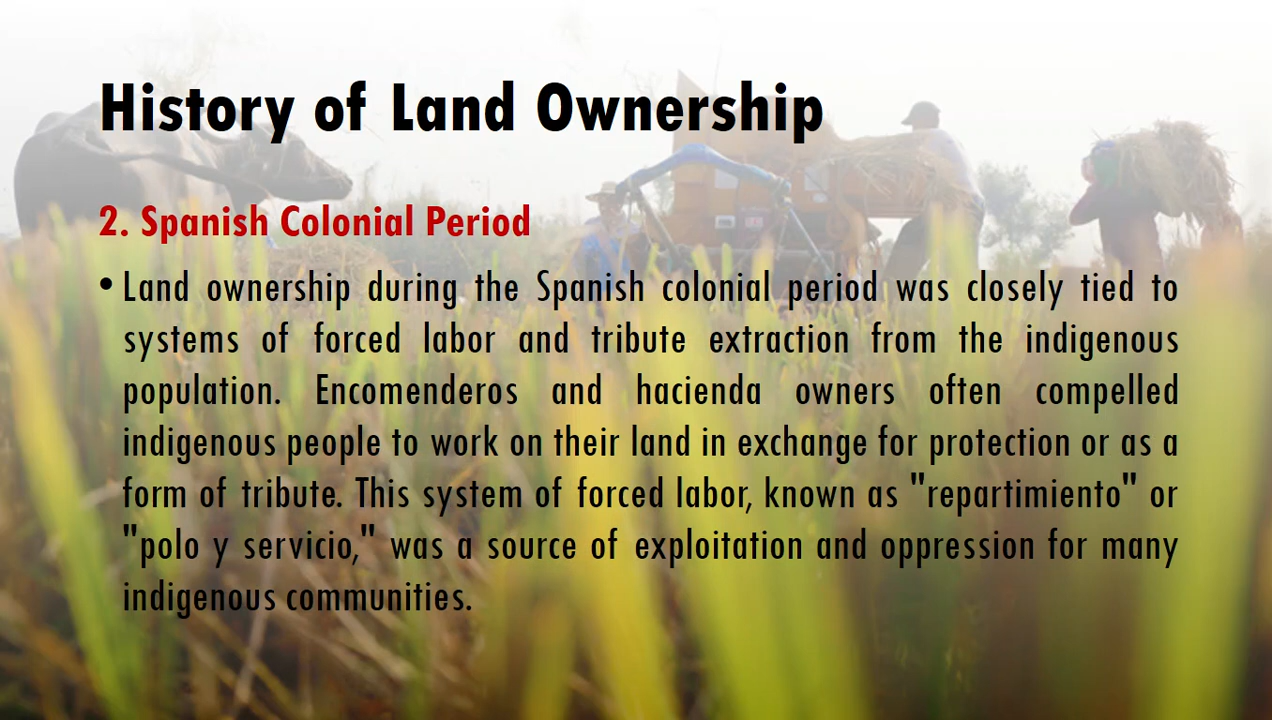 History of Land Ownership
2. Spanish Colonial Period
• Land ownership during the Spanish colonial period was closely tied to
systems of forced labor and tribute extraction from the indigenous
population. Encomenderos and hacienda owners often compelled
indigenous people to work on their land in exchange for protection or as a
form of tribute. This system of forced labor, known as "repartimiento" or
"polo y servicio," was a source of exploitation and oppression for many
indigenous communities.